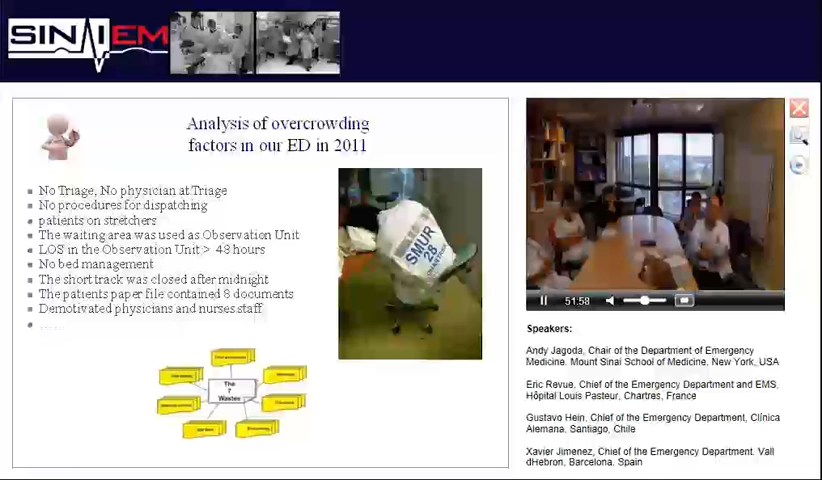 SINIEM
Analysis of overcrowding
factors in our ED in 2011
No Triage, No physician at Triage
No procedures for dispatching
patients on stretchers
The waiting area was used as Observation Unit
LOS in the Observation Unit > 48 hours
No bed management
The short track was closed after midnight
The patients paper file contained 8 documents
Demotivated physicians and nurses staff
......
SMUR
28
The
7
Wastes
51:58
Speakers:
Andy Jagoda, Chair of the Department of Emergency
Medicine. Mount Sinai School of Medicine. New York, USA
Eric Revue, Chief of the Emergency Department and EMS,
Hôpital Louis Pasteur, Chartres, France
Gustavo Hein, Chief of the Emergency Department, Clínica
Alemana. Santiago, Chile
Xavier Jimenez, Chief of the Emergency Department. Vall
dHebron, Barcelona. Spain